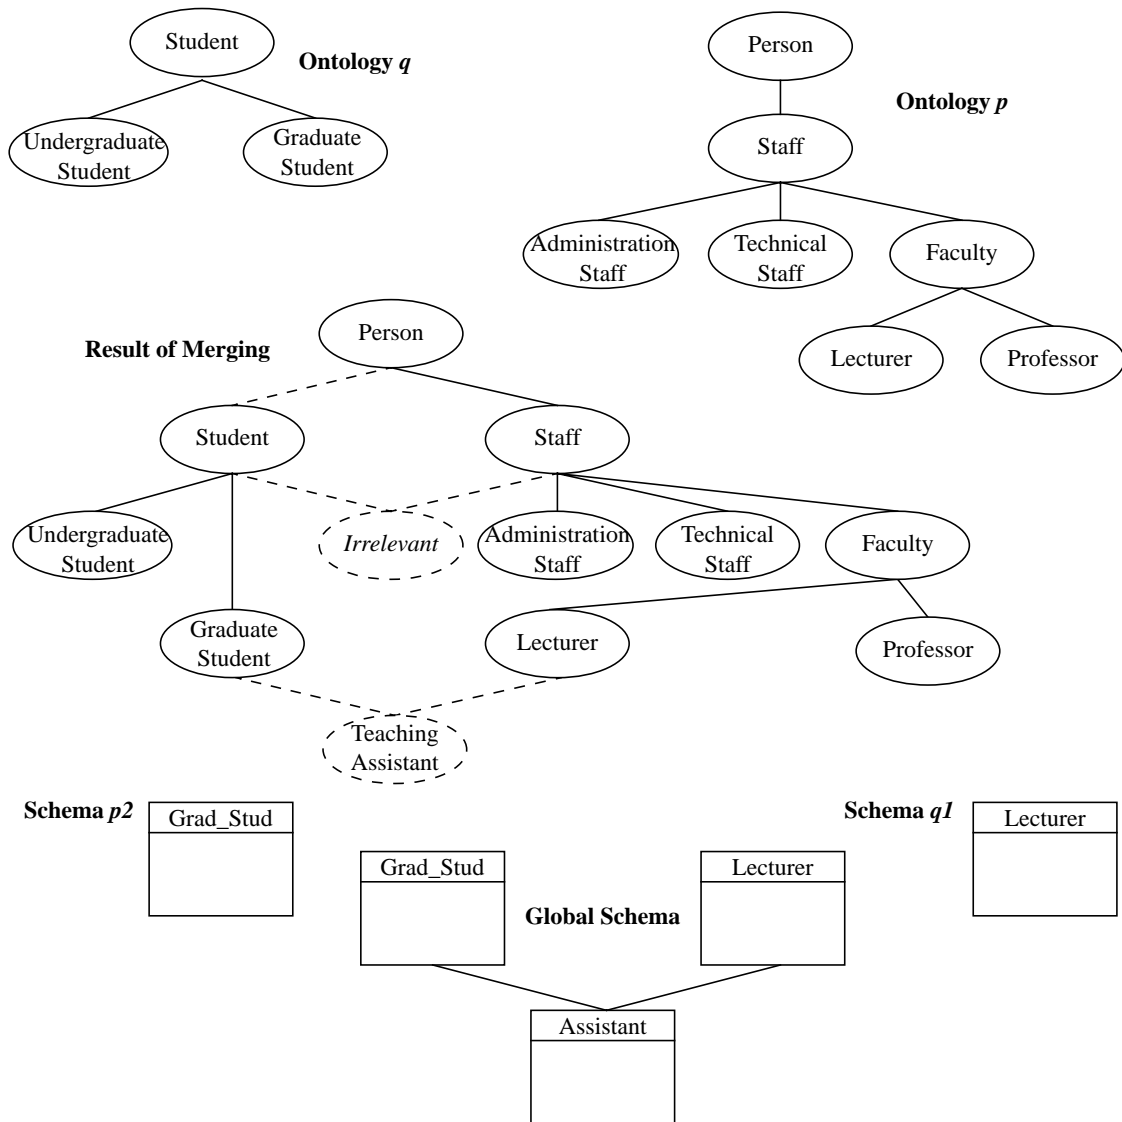 Student
Ontology q
Undergraduate
Student
Graduate
Student
Person
Ontology p
Staff
Administration
Staff
Technical
Staff
Faculty
Lecturer
Professor
Result of Merging
Person
Student
Staff
Undergraduate
Student
Irrelevant
Administration
Staff
Technical
Staff
Faculty
Graduate
Student
Lecturer
Professor
Teaching
Assistant
Schema p2
Grad_Stud
Schema q1
Lecturer
Grad_Stud
Lecturer
Global Schema
Assistant